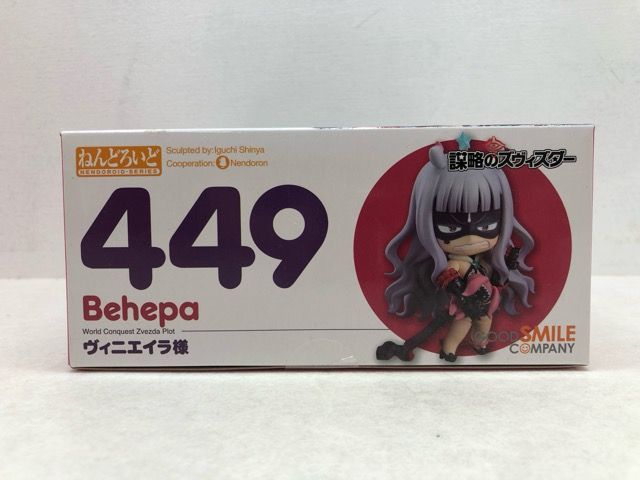 ねんどろいど
NENDOROID-SERIES
Sculpted by:Iguchi Shinya
Cooperation: Nendoron
449
Behepa
World Conquest Zvezda Plot
ヴィニエイラ様
謀略のズヴィズダー
GOOD SMILE
COMPANY